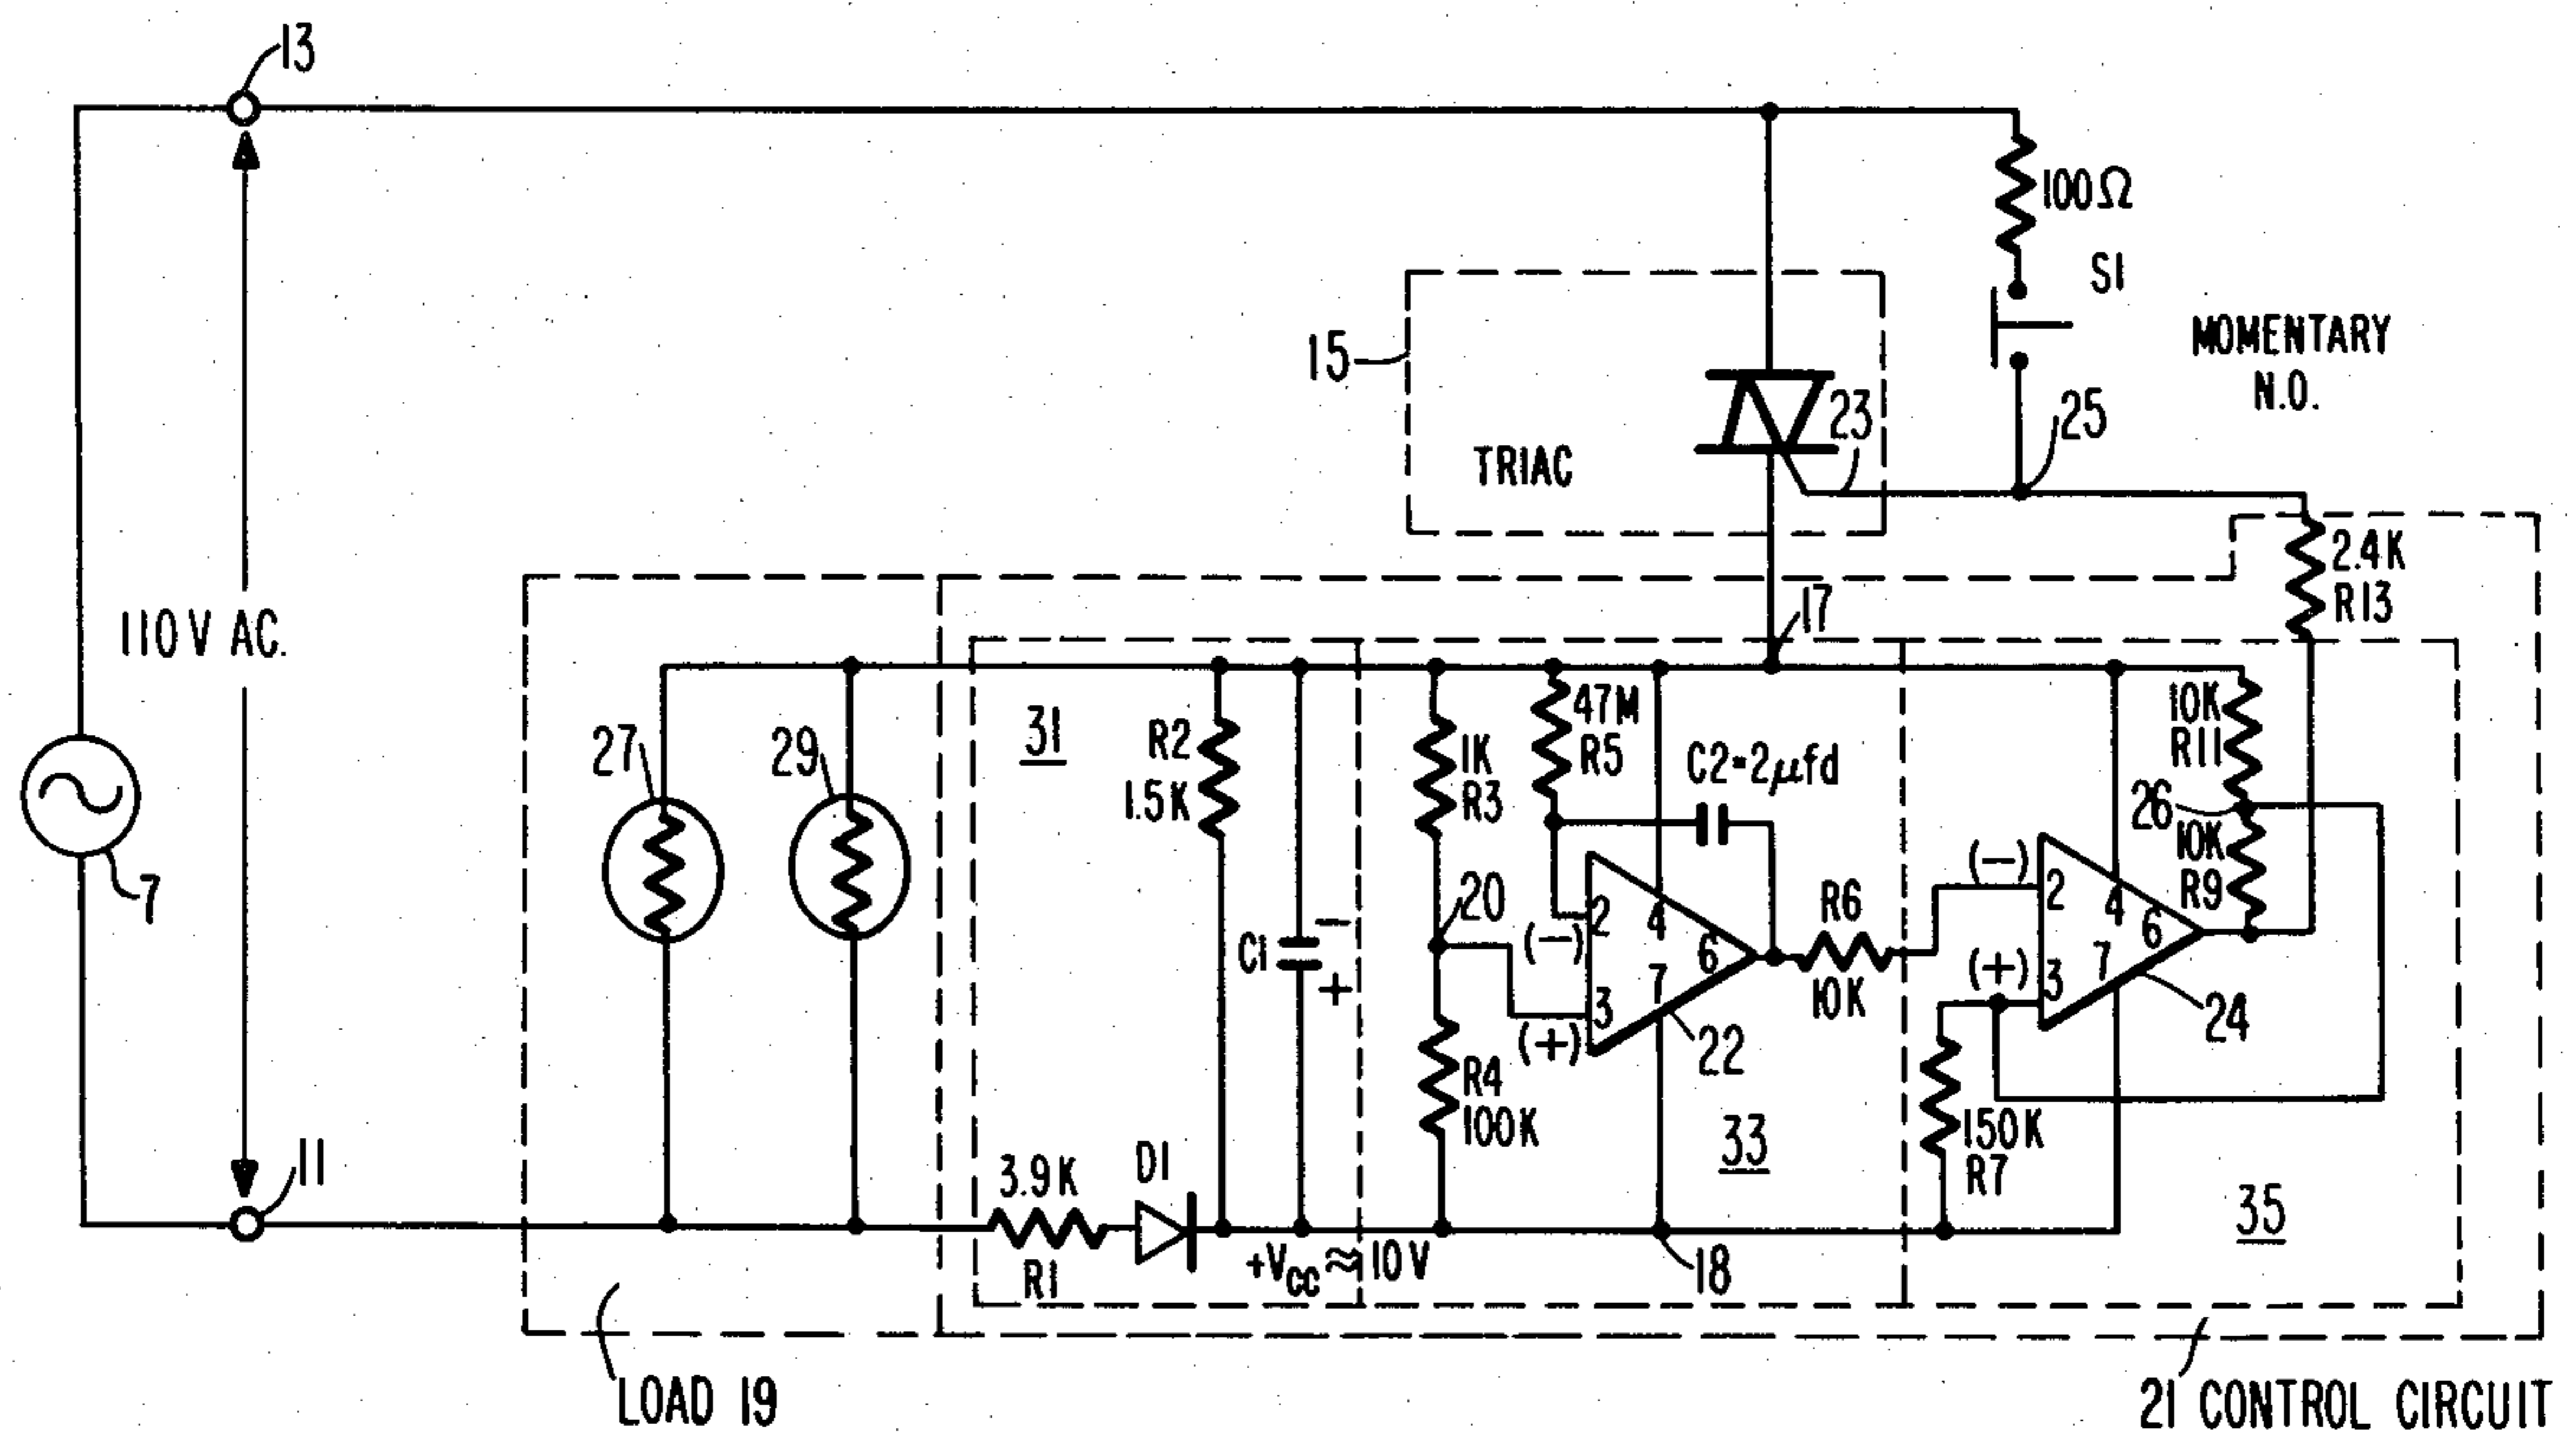 13
100Ω
S1
MOMENTARY
N.O.
15
TRIAC
23
25
2.4K
R13
17
110V AC.
7
11
27
29
31
R2
1.5K
C1
−
+
1K
R3
47M
R5
C2=2μfd
20
2
(−)
3
(+)
4
7
6
22
R4
100K
R6
10K
33
10K
R11
26
10K
R9
(−)
2
(+)
3
4
7
6
24
150K
R7
35
3.9K
R1
D1
+VCC≈10V
18
LOAD 19
21 CONTROL CIRCUIT